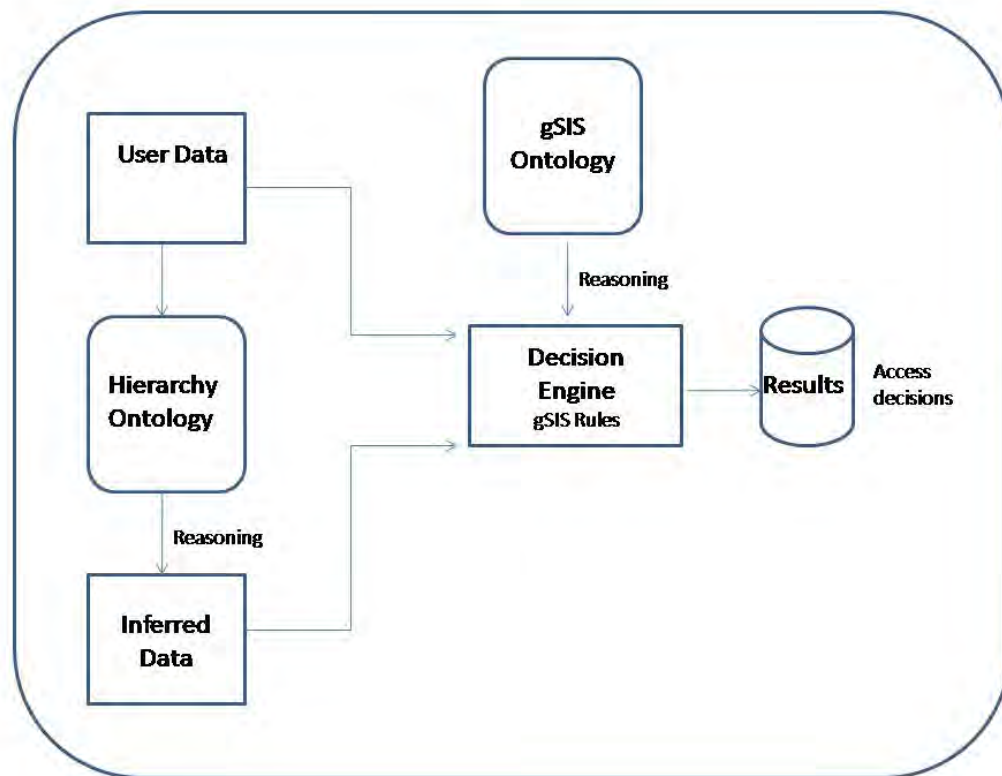 User Data
gSIS
Ontology
Reasoning
Hierarchy
Ontology
Decision
Engine
gSIS Rules
Results
Access
decisions
Reasoning
Inferred
Data